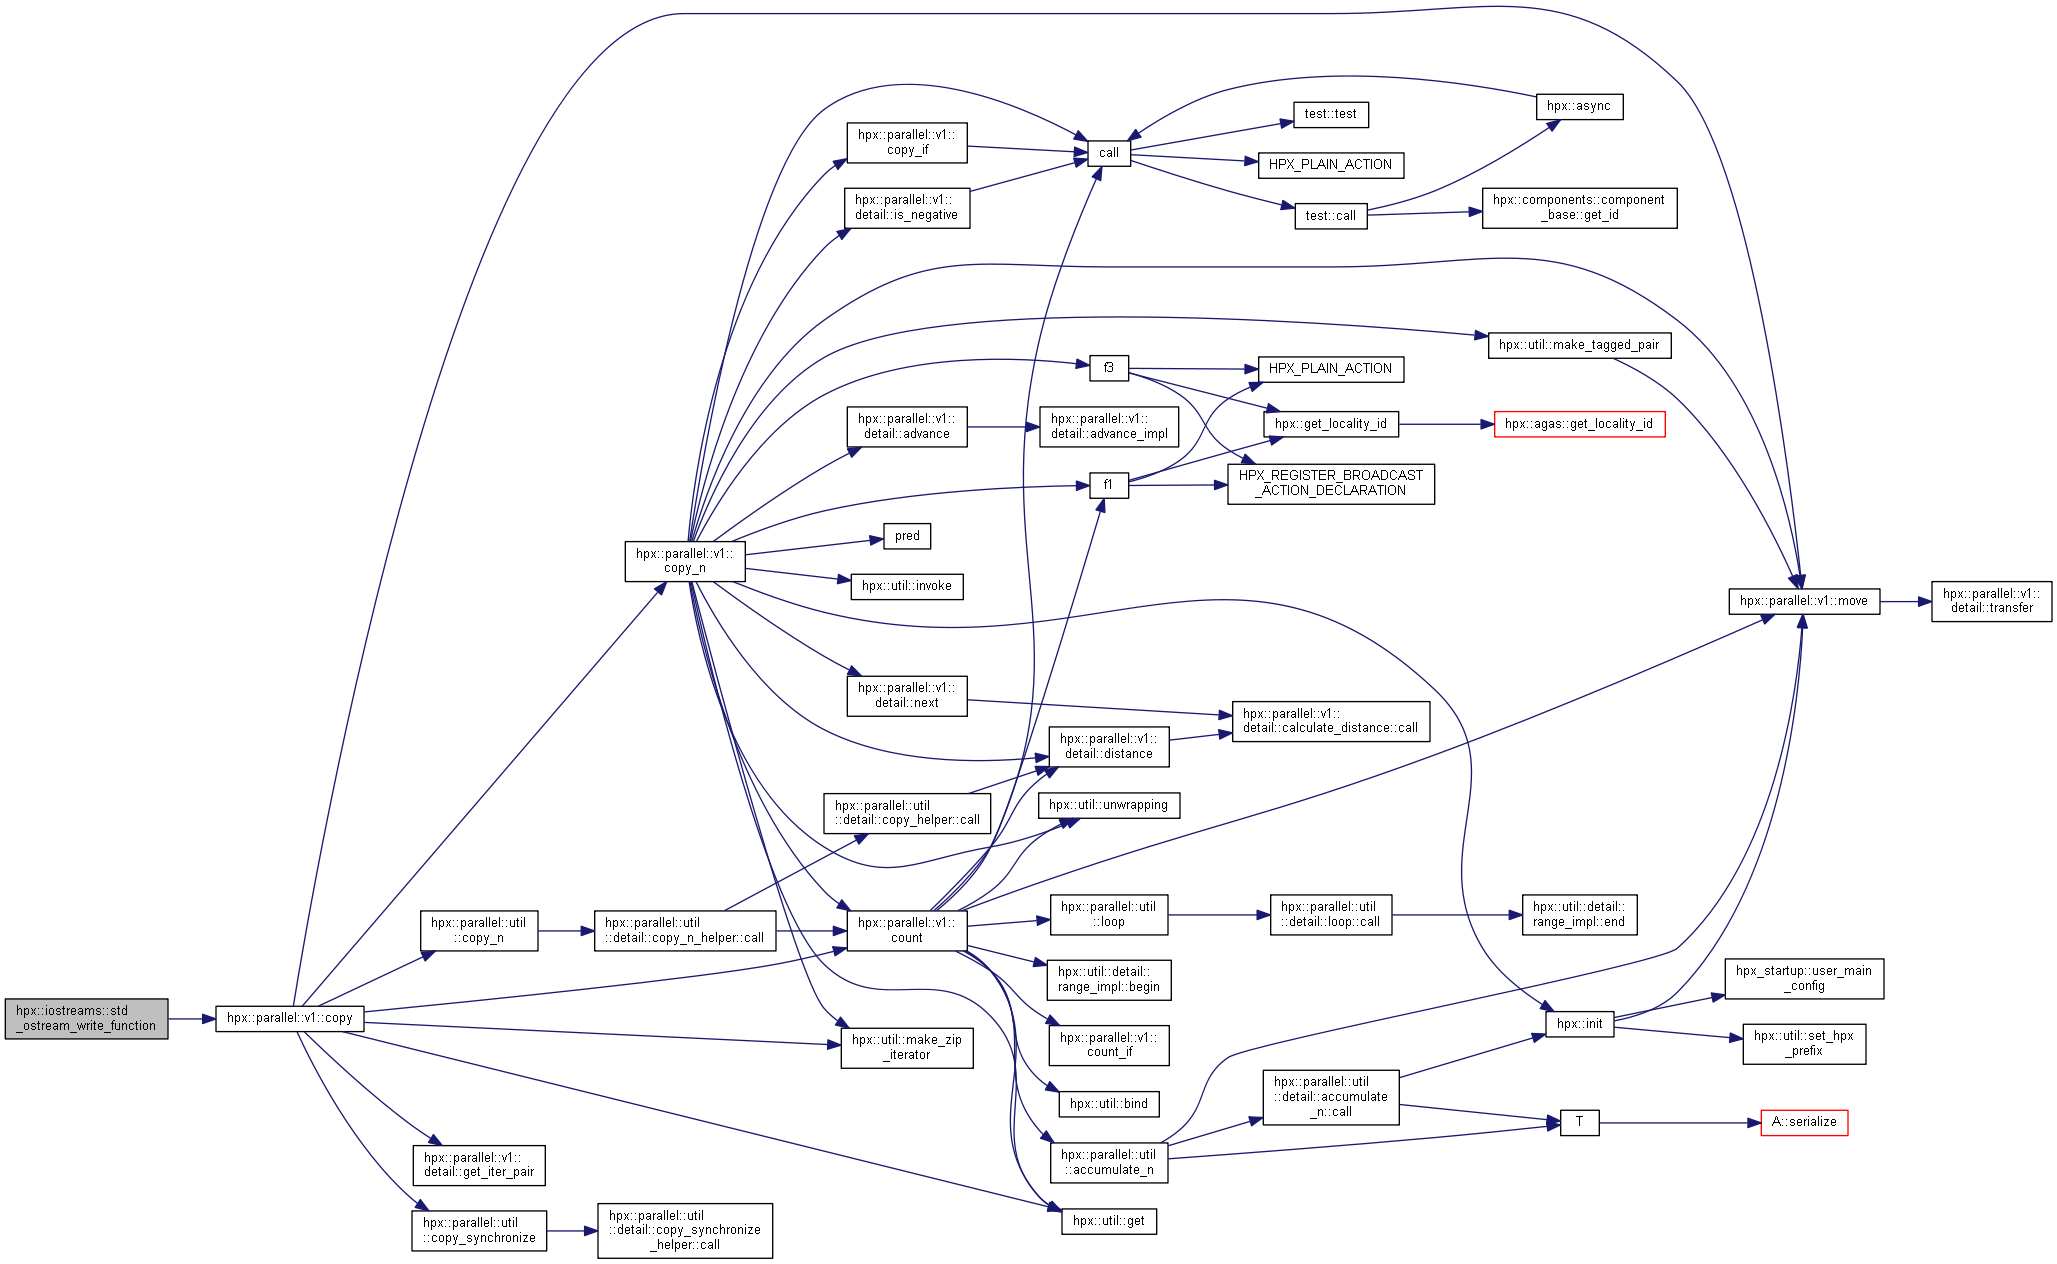 hpx::iostreams::std
_ostream_write_function
hpx::parallel::v1::copy
hpx::parallel::util
::copy_n
hpx::parallel::v1::
detail::get_iter_pair
hpx::parallel::util
::copy_synchronize
hpx::parallel::util
::detail::copy_n_helper::call
hpx::parallel::util
::detail::copy_synchronize
_helper::call
hpx::parallel::v1::
copy_n
hpx::parallel::v1::
copy_if
hpx::parallel::v1::
detail::is_negative
hpx::parallel::v1::
detail::advance
pred
hpx::util::invoke
hpx::parallel::v1::
detail::next
hpx::parallel::util
::detail::copy_helper::call
hpx::parallel::v1::
count
hpx::util::make_zip
_iterator
call
f3
hpx::parallel::v1::
detail::advance_impl
f1
hpx::parallel::v1::
detail::distance
hpx::util::unwrapping
hpx::parallel::util
::loop
hpx::util::detail::
range_impl::begin
hpx::parallel::v1::
count_if
hpx::util::bind
hpx::parallel::util
::accumulate_n
hpx::util::get
test::test
HPX_PLAIN_ACTION
test::call
HPX_PLAIN_ACTION
hpx::get_locality_id
HPX_REGISTER_BROADCAST
_ACTION_DECLARATION
hpx::parallel::v1::
detail::calculate_distance::call
hpx::parallel::util
::detail::loop::call
hpx::parallel::util
::detail::accumulate
_n::call
hpx::async
hpx::components::component
_base::get_id
hpx::util::make_tagged_pair
hpx::agas::get_locality_id
hpx::util::detail::
range_impl::end
hpx::init
T
hpx::parallel::v1::move
hpx_startup::user_main
_config
hpx::util::set_hpx
_prefix
A::serialize
hpx::parallel::v1::
detail::transfer